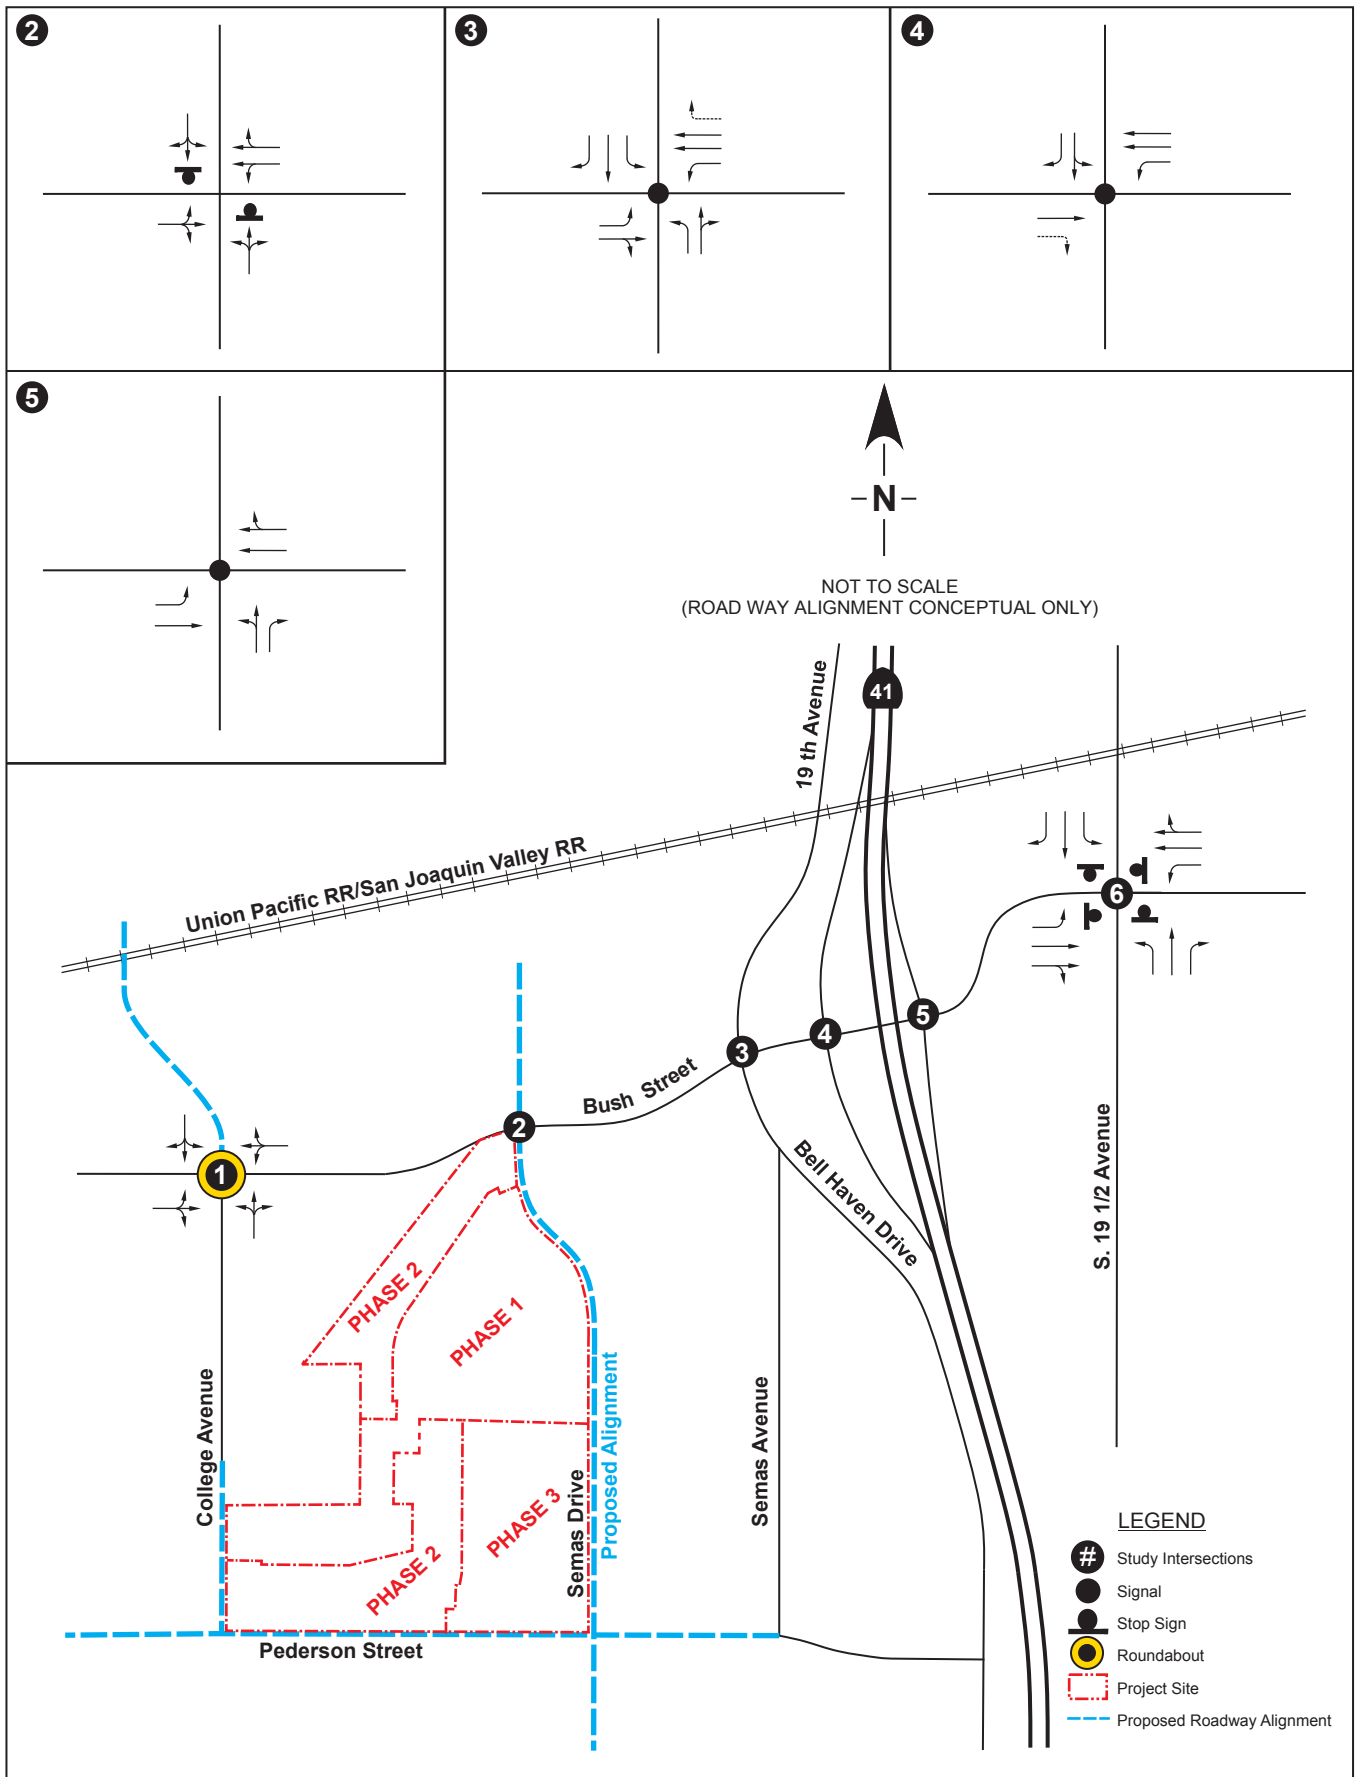 2
3
4
5
N
NOT TO SCALE
(ROAD WAY ALIGNMENT CONCEPTUAL ONLY)
19 th Avenue
41
Union Pacific RR/San Joaquin Valley RR
6
5
4
3
Bush Street
2
1
Bell Haven Drive
S. 19 1/2 Avenue
PHASE 2
PHASE 1
College Avenue
Proposed Alignment
Semas Avenue
Semas Drive
PHASE 3
PHASE 2
Pederson Street
LEGEND
# Study Intersections
Signal
Stop Sign
Roundabout
Project Site
Proposed Roadway Alignment